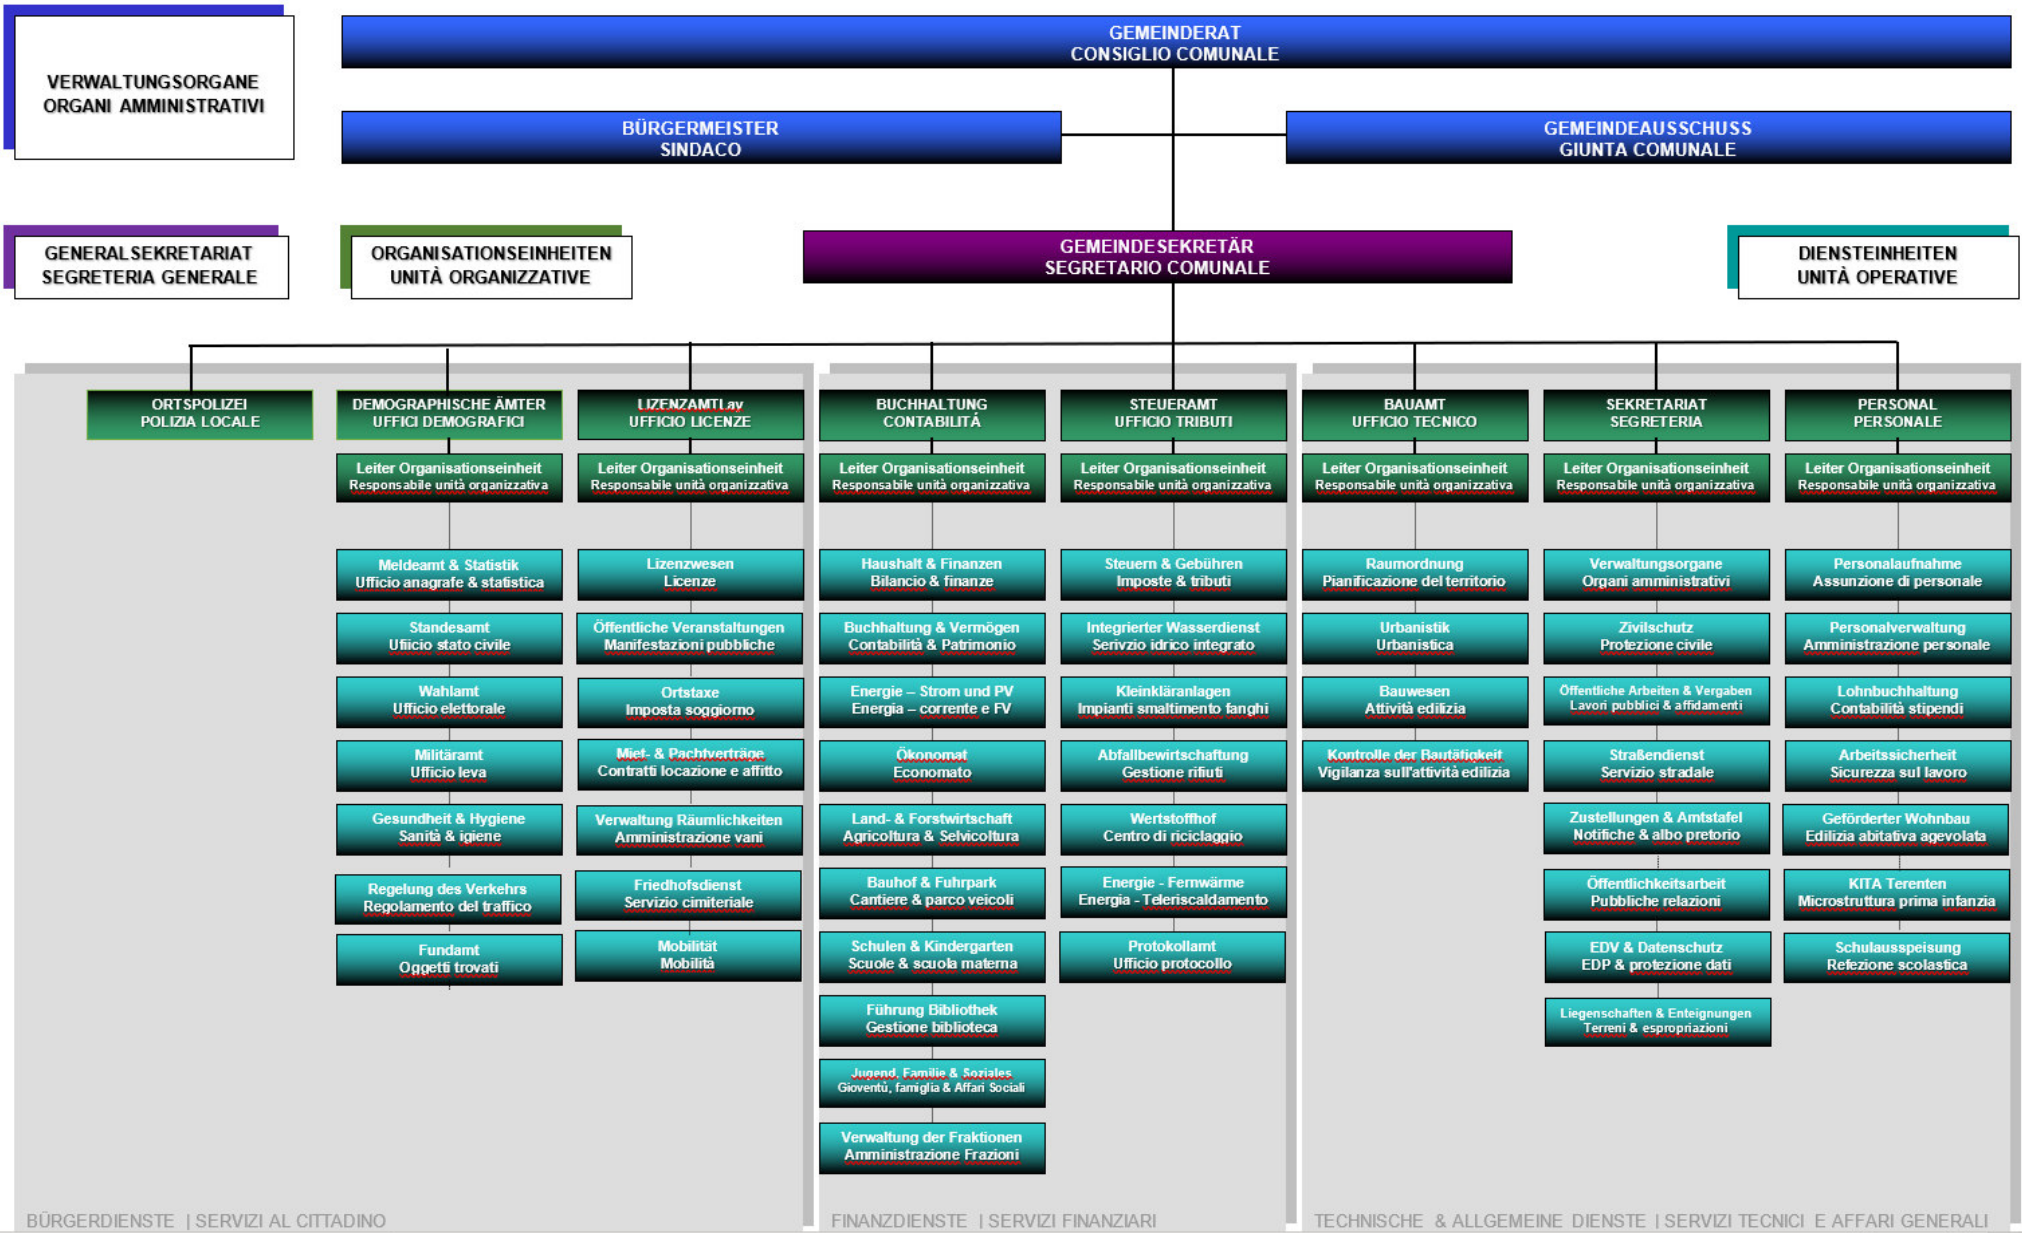 VERWALTUNGSORGANE
ORGANI AMMINISTRATIVI
GEMEINDERAT
CONSIGLIO COMUNALE
BÜRGERMEISTER
SINDACO
GEMEINDEAUSSCHUSS
GIUNTA COMUNALE
GENERALSEKRETARIAT
SEGRETERIA GENERALE
ORGANISATIONSEINHEITEN
UNITÀ ORGANIZZATIVE
GEMEINDESEKRETÄR
SEGRETARIO COMUNALE
DIENSTEINHEITEN
UNITÀ OPERATIVE
ORTSPOLIZEI
POLIZIA LOCALE
DEMOGRAPHISCHE ÄMTER
UFFICI DEMOGRAFICI
Leiter Organisationseinheit
Responsabile unità organizzativa
Meldeamt & Statistik
Ufficio anagrafe & statistica
Standesamt
Ufiicio stato civile
Wahlamt
Ufficio elettorale
Militäramt
Ufficio leva
Gesundheit & Hygiene
Sanità & igiene
Regelung des Verkehrs
Regolamento del traffico
Fundamt
Oggetti trovati
LIZENZAMTLav
UFFICIO LICENZE
Leiter Organisationseinheit
Responsabile unità organizzativa
Lizenzwesen
Licenze
Öffentliche Veranstaltungen
Manifestazioni pubbliche
Ortstaxe
Imposta soggiorno
Miet- & Pachtverträge
Contratti locazione e affitto
Verwaltung Räumlichkeiten
Amministrazione vani
Friedhofsdienst
Servizio cimiteriale
Mobilität
Mobilità
BUCHHALTUNG
CONTABILITÁ
Leiter Organisationseinheit
Responsabile unità organizzativa
Haushalt & Finanzen
Bilancio & finanze
Buchhaltung & Vermögen
Contabilità & Patrimonio
Energie – Strom und PV
Energia – corrente e FV
Ökonomat
Economato
Land- & Forstwirtschaft
Agricoltura & Selvicoltura
Bauhof & Fuhrpark
Cantiere & parco veicoli
Schulen & Kindergarten
Scuole & scuola materna
Führung Bibliothek
Gestione biblioteca
Jugend, Familie & Soziales
Gioventù, famiglia & Affari Sociali
Verwaltung der Fraktionen
Amministrazione Frazioni
STEUERAMT
UFFICIO TRIBUTI
Leiter Organisationseinheit
Responsabile unità organizzativa
Steuern & Gebühren
Imposte & tributi
Integrierter Wasserdienst
Serivzio idrico integrato
Kleinkläranlagen
Impianti smaltimento fanghi
Abfallbewirtschaftung
Gestione rifiuti
Wertstoffhof
Centro di riciclaggio
Energie - Fernwärme
Energia - Teleriscaldamento
Protokollamt
Ufficio protocollo
BAUAMT
UFFICIO TECNICO
Leiter Organisationseinheit
Responsabile unità organizzativa
Raumordnung
Pianificazione del territorio
Urbanistik
Urbanistica
Bauwesen
Attività edilizia
Kontrolle der Bautätigkeit
Vigilanza sull'attività edilizia
SEKRETARIAT
SEGRETERIA
Leiter Organisationseinheit
Responsabile unità organizzativa
Verwaltungsorgane
Organi amministrativi
Zivilschutz
Protezione civile
Öffentliche Arbeiten & Vergaben
Lavori pubblici & affidamenti
Straßendienst
Servizio stradale
Zustellungen & Amtstafel
Notifiche & albo pretorio
Öffentlichkeitsarbeit
Pubbliche relazioni
EDV & Datenschutz
EDP & protezione dati
Liegenschaften & Enteignungen
Terreni & espropriazioni
PERSONAL
PERSONALE
Leiter Organisationseinheit
Responsabile unità organizzativa
Personalaufnahme
Assunzione di personale
Personalverwaltung
Amministrazione personale
Lohnbuchhaltung
Contabilità stipendi
Arbeitssicherheit
Sicurezza sul lavoro
Geförderter Wohnbau
Edilizia abitativa agevolata
KITA Terenten
Microstruttura prima infanzia
Schulausspeisung
Refezione scolastica
BÜRGERDIENSTE | SERVIZI AL CITTADINO
FINANZDIENSTE | SERVIZI FINANZIARI
TECHNISCHE & ALLGEMEINE DIENSTE | SERVIZI TECNICI E AFFARI GENERALI